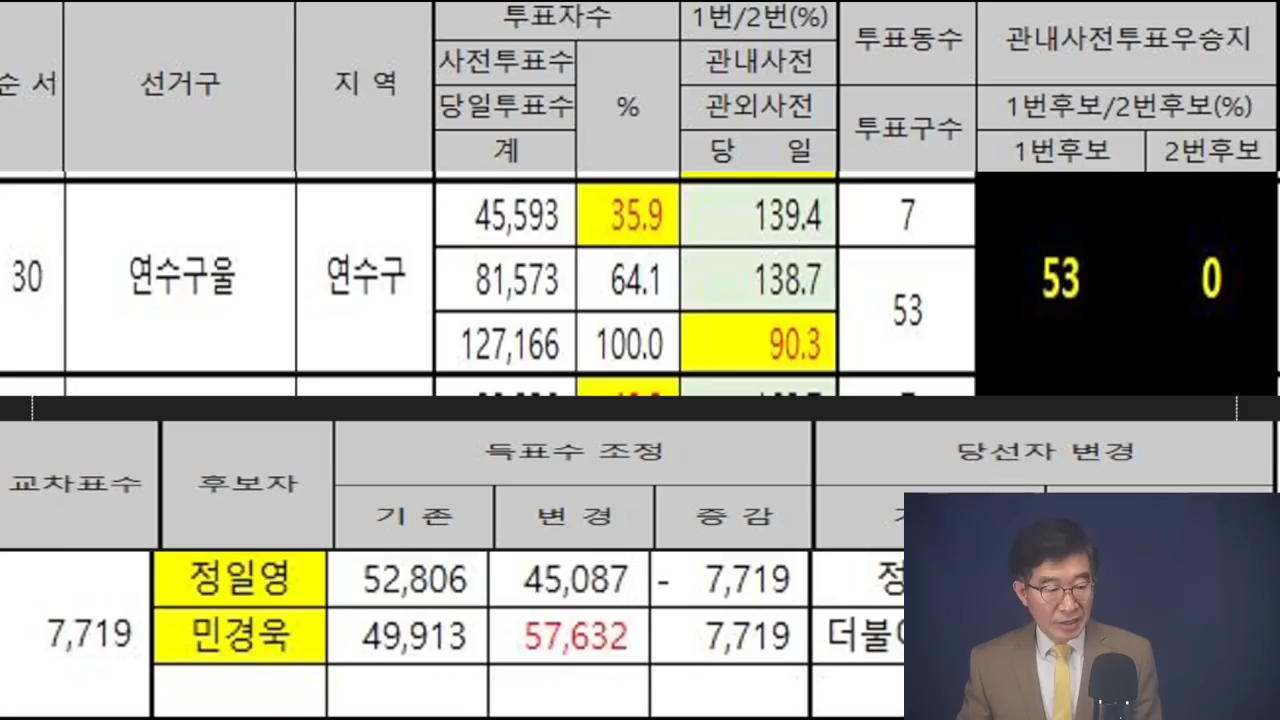 투표자수 1번/2번(%)
투표동수 관내사전투표우승지
순 서 선거구 지 역 사전투표수 % 관내사전
당일투표수 관외사전 투표구수 1번후보/2번후보(%)
계 당 일 1번후보 2번후보
30 연수구울 연수구 45,593 35.9 139.4 7 53 0
81,573 64.1 138.7 53
127,166 100.0 90.3
교차표수 후보자 득표수 조정 당선자 변경
기 존 변 경 증 감
7,719 정일영 52,806 45,087 - 7,719 정
민경욱 49,913 57,632 7,719 더불